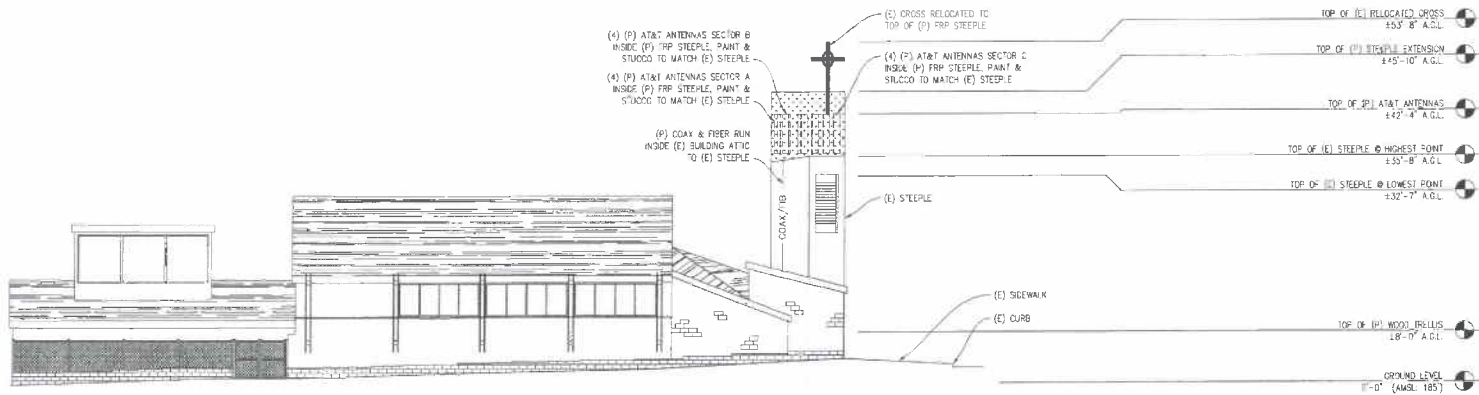 (E) CROSS RELOCATED TO
TOP OF (P) FRP STEEPLE
(4) (P) AT&T ANTENNAS SECTOR B
INSIDE (P) FRP STEEPLE, PAINT &
STUCCO TO MATCH (E) STEEPLE
(4) (P) AT&T ANTENNAS SECTOR A
INSIDE (P) FRP STEEPLE, PAINT &
STUCCO TO MATCH (E) STEEPLE
(P) COAX & FIBER RUN
INSIDE (E) BUILDING ATTIC
TO (E) STEEPLE
(4) (P) AT&T ANTENNAS SECTOR C
INSIDE (P) FRP STEEPLE, PAINT &
STUCCO TO MATCH (E) STEEPLE
COAX/FIB
(E) STEEPLE
(E) SIDEWALK
(E) CURB
TOP OF (E) RELOCATED CROSS
±53'-8" A.G.L.
TOP OF (P) STEEPLE EXTENSION
±45'-10" A.G.L.
TOP OF (P) AT&T ANTENNAS
±42'-4" A.G.L.
TOP OF (E) STEEPLE @ HIGHEST POINT
±35'-8" A.G.L.
TOP OF STEEPLE @ LOWEST POINT
±32'-7" A.G.L.
TOP OF (P) WOOD TRELLIS
±8'-0" A.G.L.
GROUND LEVEL
(AMSL: 185')